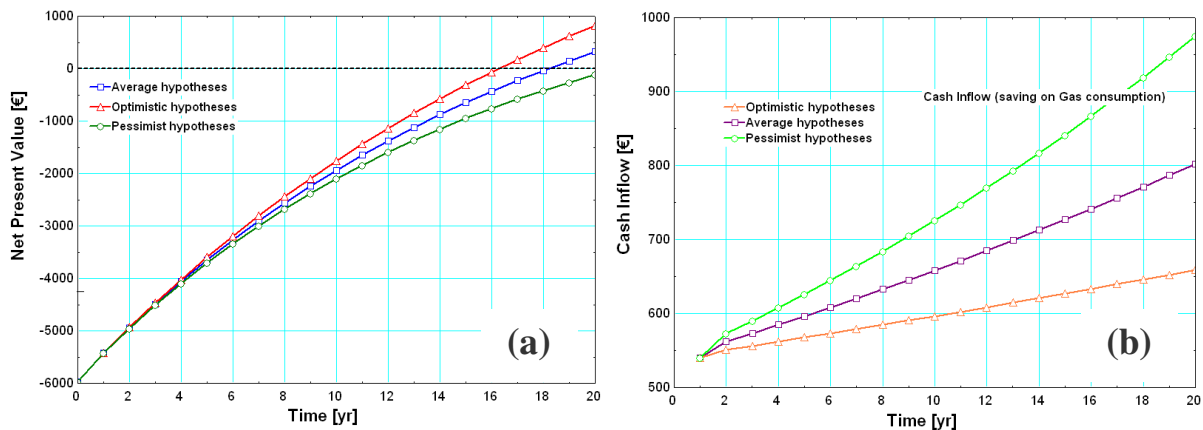 1000
0
-1000
-2000
-3000
-4000
-5000
-6000
Net Present Value [€]
Average hypotheses
Optimistic hypotheses
Pessimist hypotheses
(a)
0 2 4 6 8 10 12 14 16 18 20
Time [yr]
1000
900
800
700
600
500
Cash Inflow [€]
Cash Inflow (saving on Gas consumption)
Optimistic hypotheses
Average hypotheses
Pessimist hypotheses
(b)
0 2 4 6 8 10 12 14 16 18 20
Time [yr]